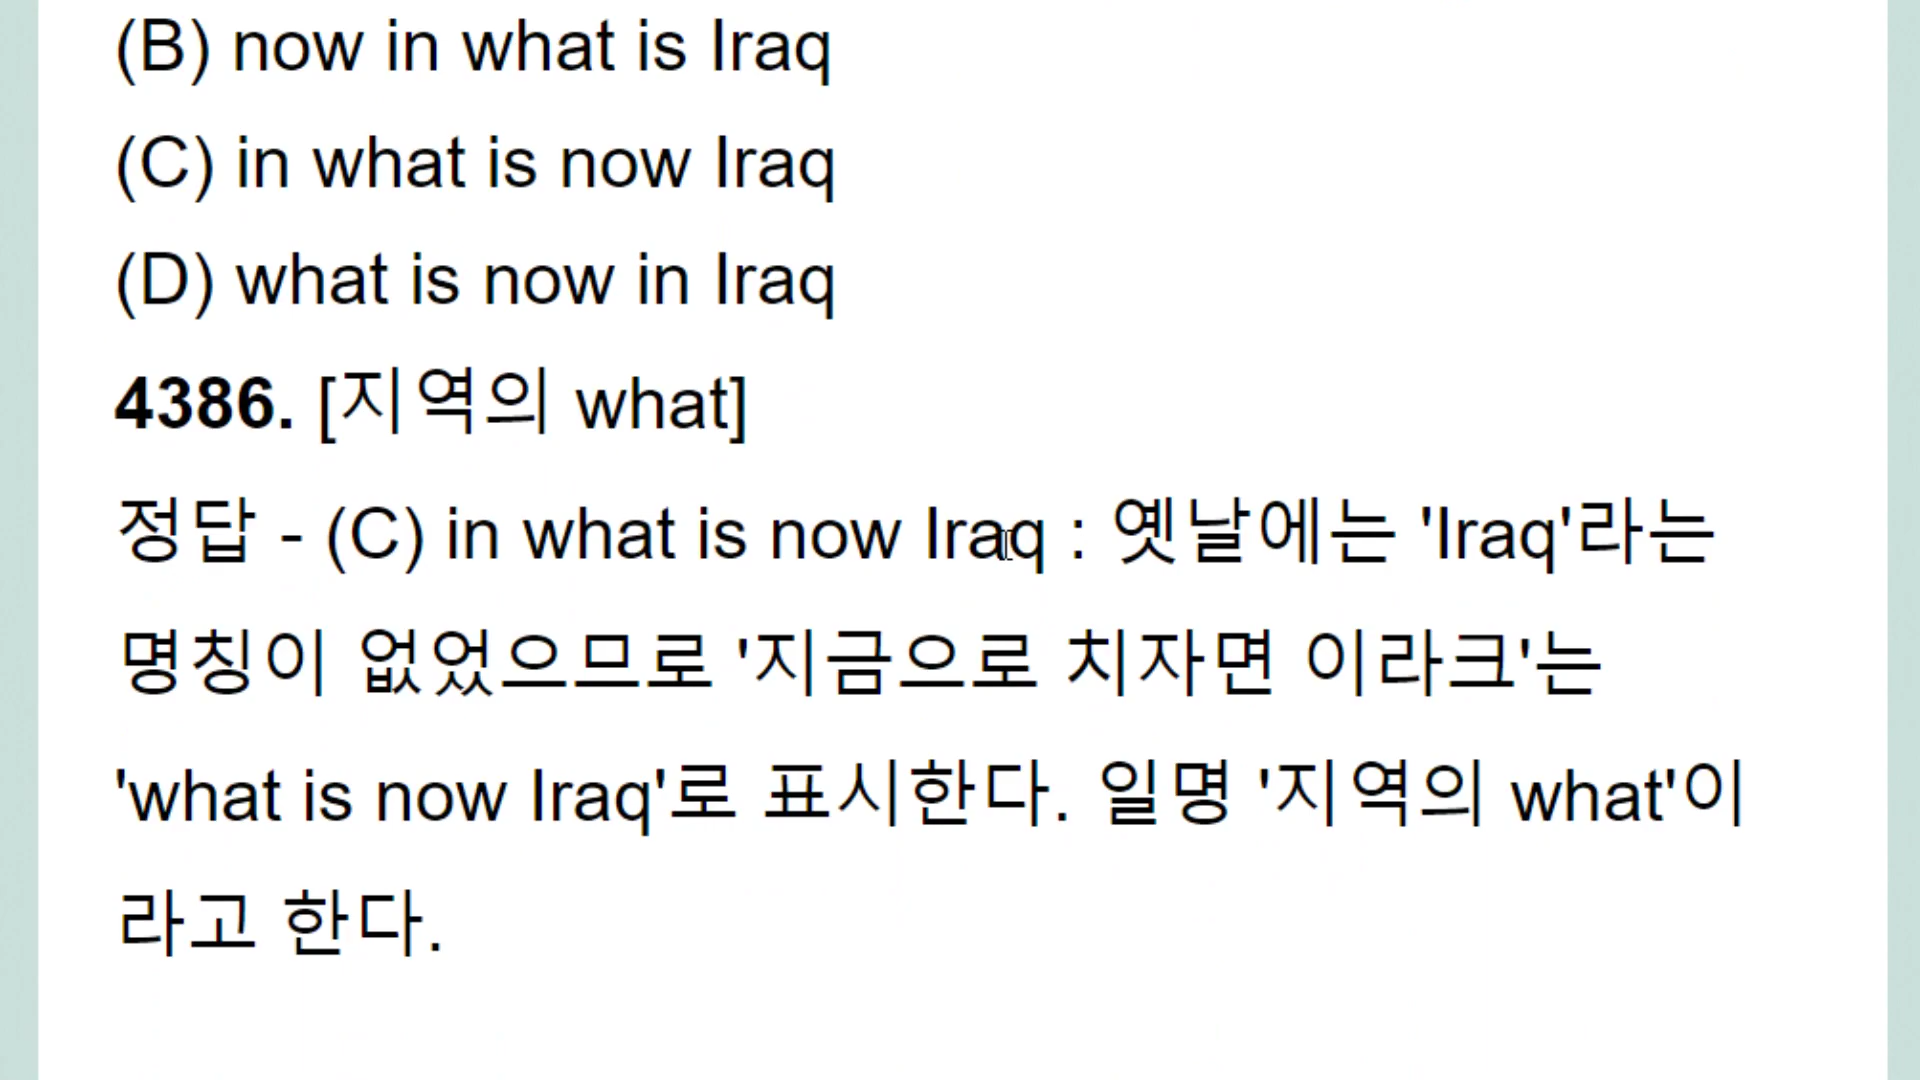 (B) now in what is Iraq
(C) in what is now Iraq
(D) what is now in Iraq
4386. [지역의 what]
정답 - (C) in what is now Iraq : 옛날에는 'Iraq'라는
명칭이 없었으므로 '지금으로 치자면 이라크'는
'what is now Iraq'로 표시한다. 일명 '지역의 what'이
라고 한다.